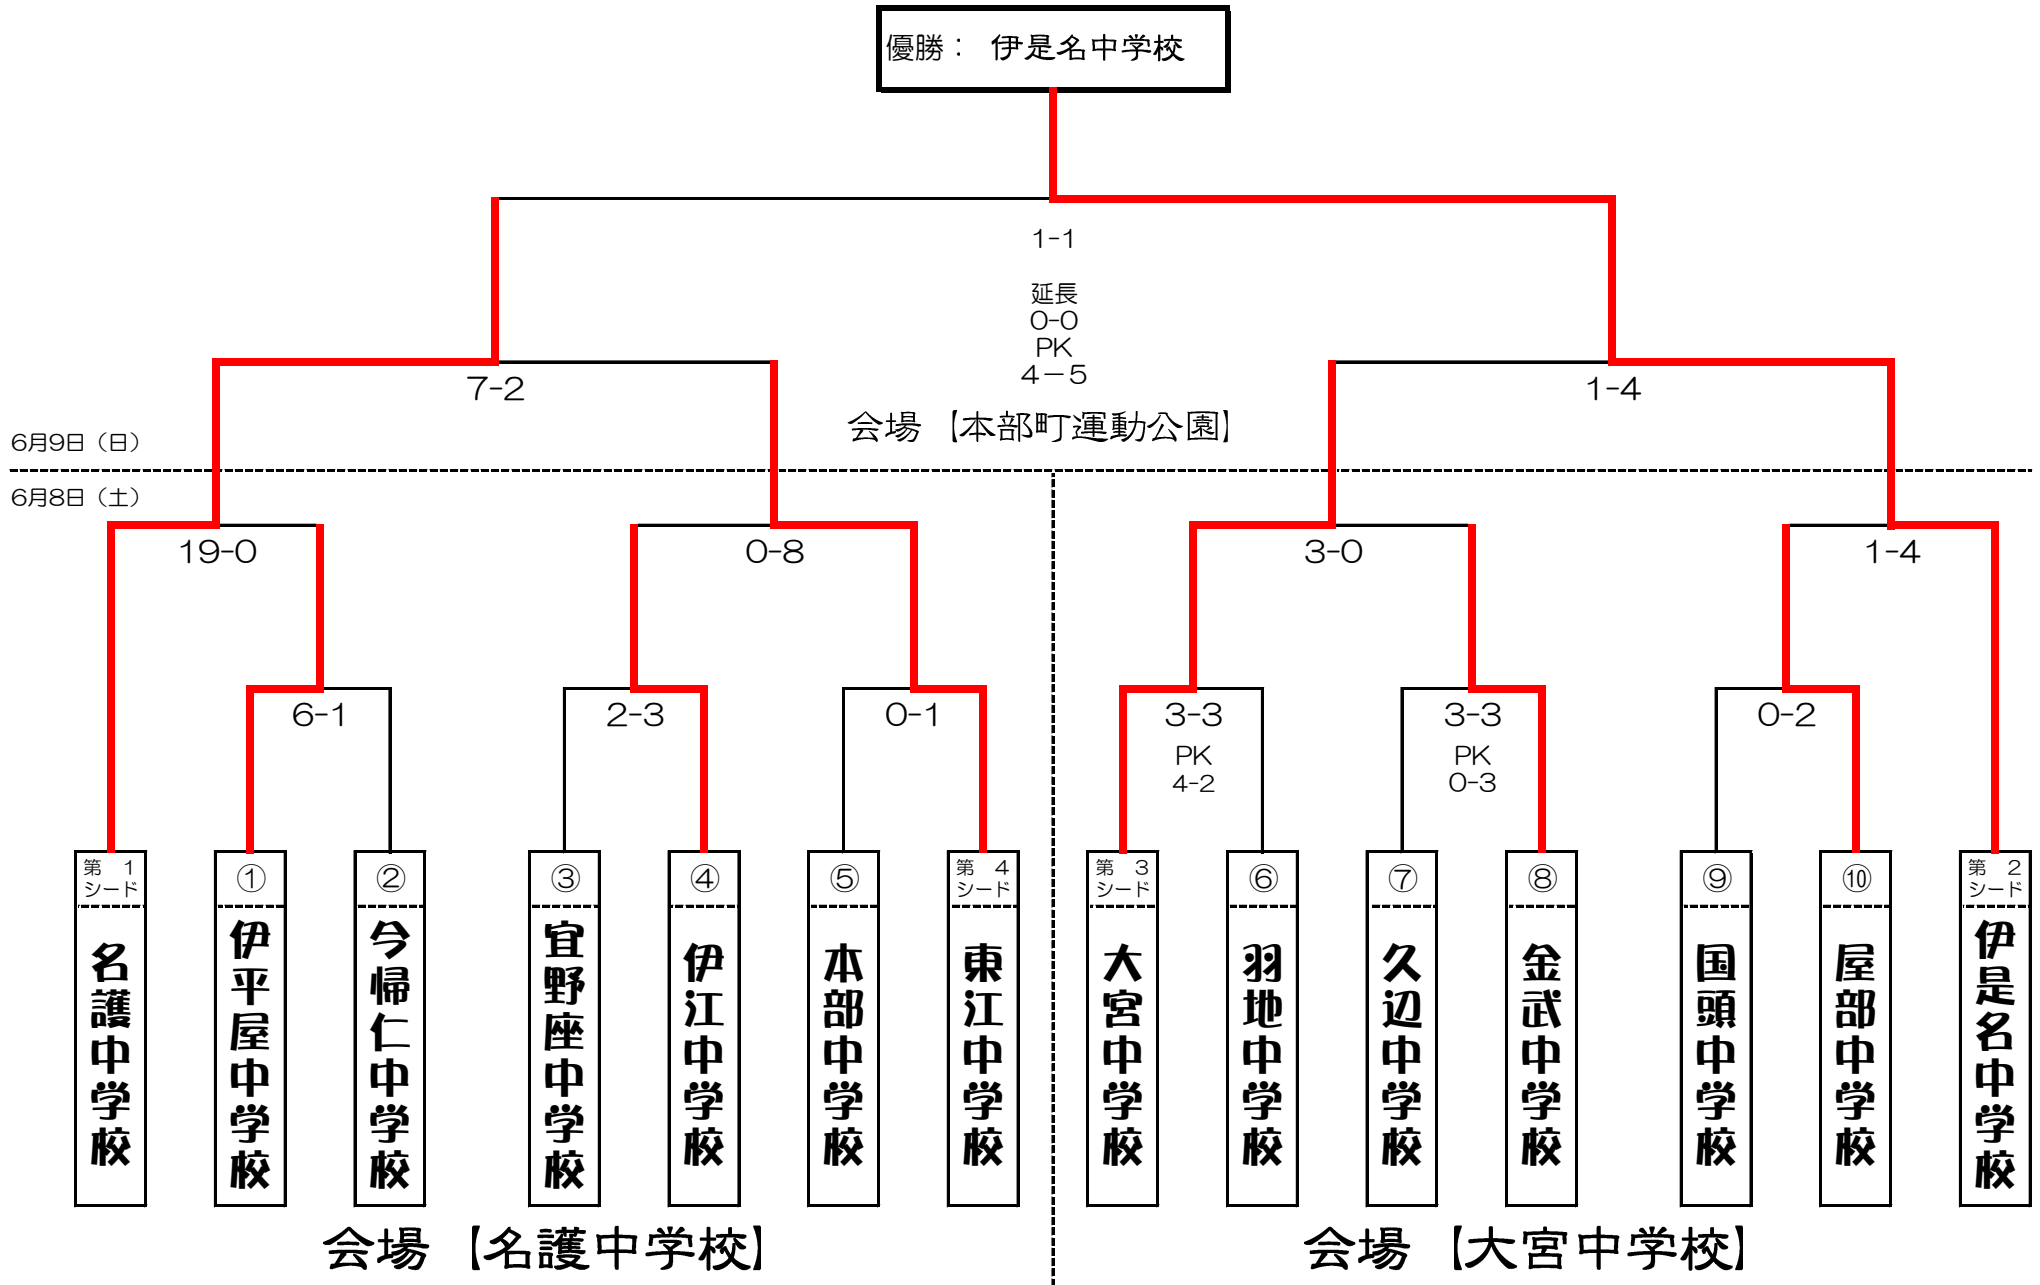 優勝： 伊是名中学校
1-1
延長
0-0
PK
4－5
7-2
1-4
会場【本部町運動公園】
6月9日（日）
6月8日（土）
19-0
0-8
3-0
1-4
6-1
2-3
0-1
3-3
3-3
0-2
PK
4-2
PK
0-3
第 1
シード
名護中学校
①
伊平屋中学校
②
今帰仁中学校
③
宜野座中学校
④
伊江中学校
⑤
本部中学校
第 4
シード
東江中学校
第 3
シード
大宮中学校
⑥
羽地中学校
⑦
久辺中学校
⑧
金武中学校
⑨
国頭中学校
⑩
屋部中学校
第 2
シード
伊是名中学校
会場【名護中学校】
会場【大宮中学校】